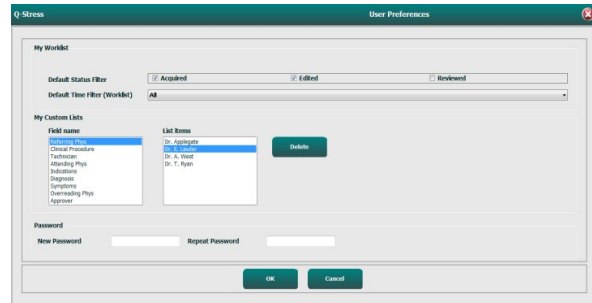 Q-Stress User Preferences
My Worklist
Default Status Filter Acquired Edited Reviewed
Default Time Filter (Worklist) All
My Custom Lists
Field name List items
Referring Phys Dr. Applegate
Clinical Procedure Dr. E. Lawler
Technician Dr. A. West
Attending Phys Dr. T. Ryan
Indications
Diagnosis
Symptoms
Overreading Phys
Approver
Delete
Password
New Password Repeat Password
OK Cancel